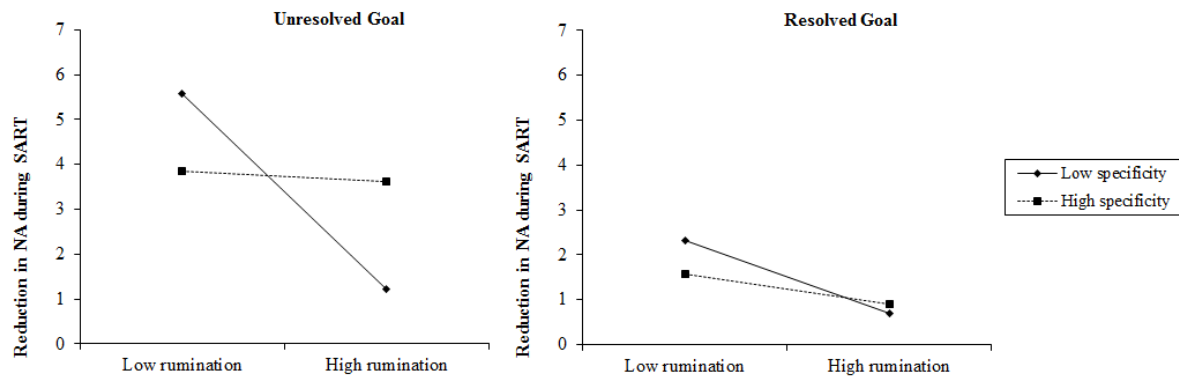 Unresolved Goal
Reduction in NA during SART
7
6
5
4
3
2
1
0
Low rumination
High rumination
Resolved Goal
Reduction in NA during SART
7
6
5
4
3
2
1
0
Low rumination
High rumination
Low specificity
High specificity